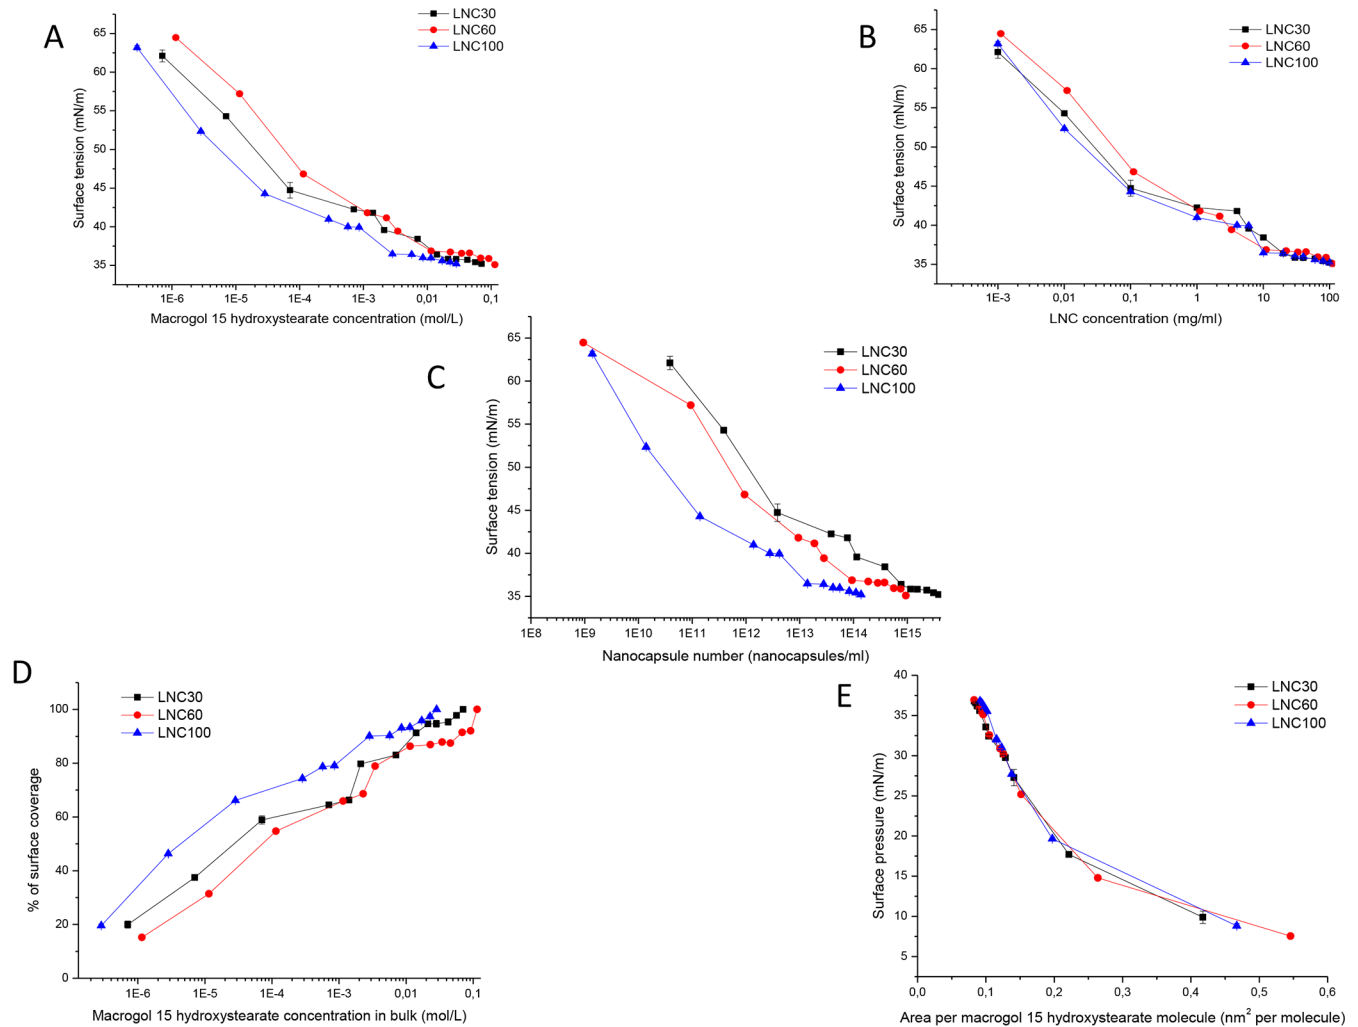 A
LNC30
LNC60
LNC100
65
60
55
50
45
40
35
Surface tension (mN/m)
1E-6 1E-5 1E-4 1E-3 0,01 0,1
Macrogol 15 hydroxystearate concentration (mol/L)
B
LNC30
LNC60
LNC100
65
60
55
50
45
40
35
Surface tension (mN/m)
1E-3 0,01 0,1 1 10 100
LNC concentration (mg/ml)
C
LNC30
LNC60
LNC100
65
60
55
50
45
40
35
Surface tension (mN/m)
1E8 1E9 1E10 1E11 1E12 1E13 1E14 1E15
Nanocapsule number (nanocapsules/ml)
D
LNC30
LNC60
LNC100
100
80
60
40
20
0
% of surface coverage
1E-6 1E-5 1E-4 1E-3 0,01 0,1
Macrogol 15 hydroxystearate concentration in bulk (mol/L)
E
LNC30
LNC60
LNC100
40
35
30
25
20
15
10
5
Surface pressure (mN/m)
0,0 0,1 0,2 0,3 0,4 0,5 0,6
Area per macrogol 15 hydroxystearate molecule (nm² per molecule)